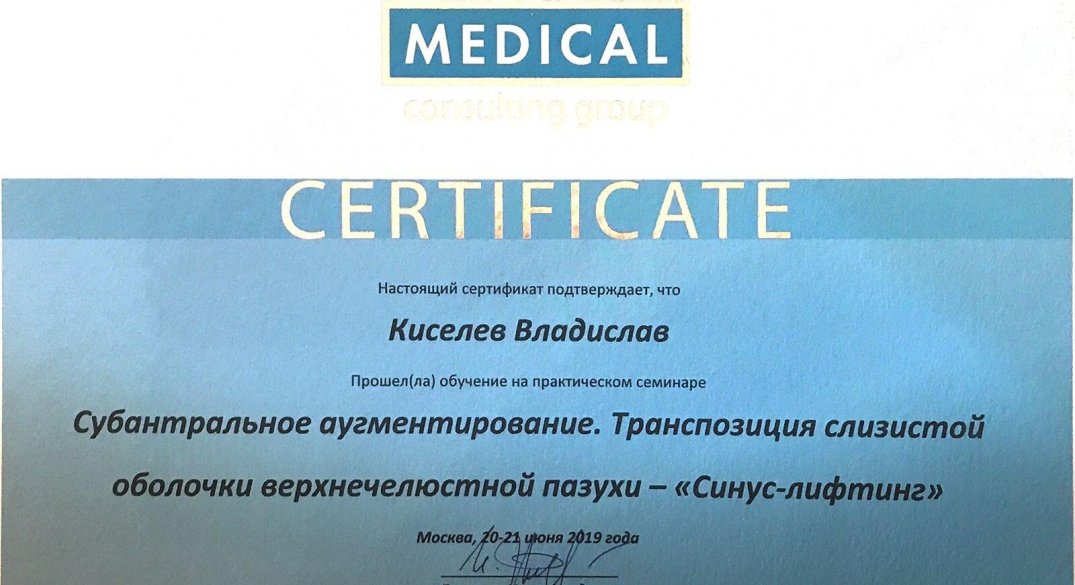 MEDICAL
consulting group
CERTIFICATE
Настоящий сертификат подтверждает, что
Киселев Владислав
Прошел(ла) обучение на практическом семинаре
Субантральное аугментирование. Транспозиция слизистой
оболочки верхнечелюстной пазухи – «Синус-лифтинг»
Москва, 20-21 июня 2019 года